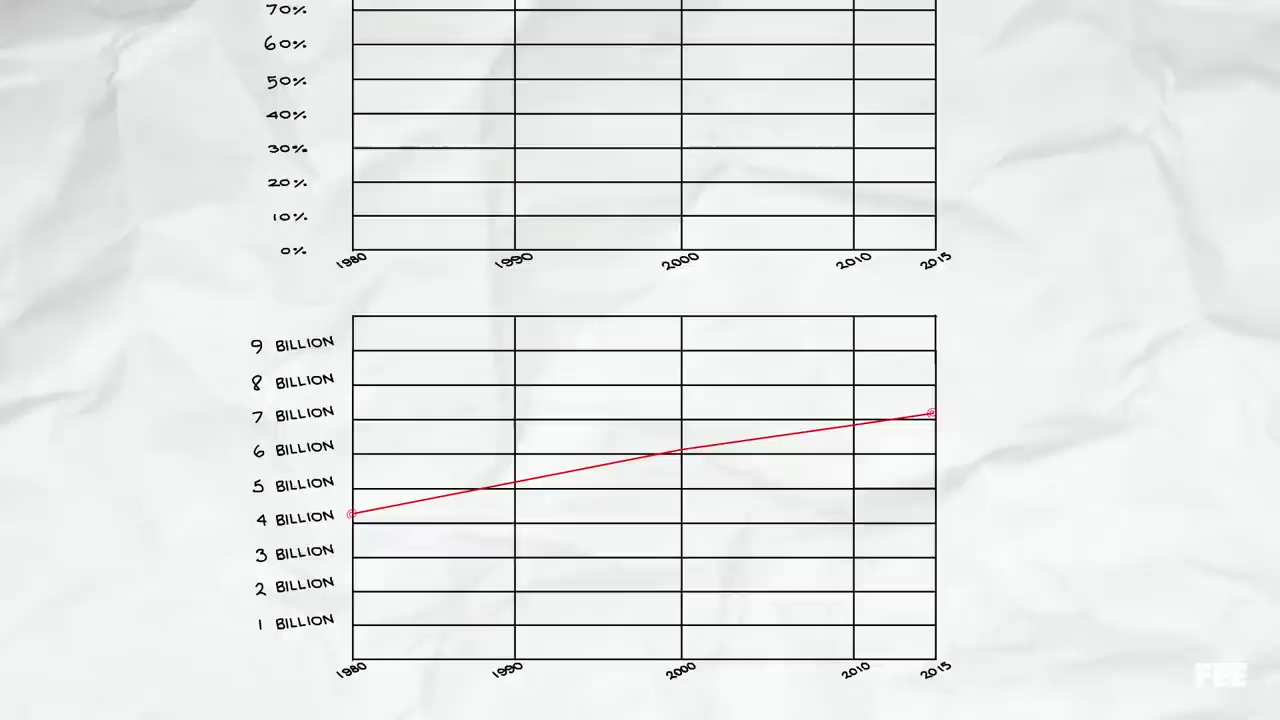 70%
60%
50%
40%
30%
20%
10%
0%
1980 1990 2000 2010 2015
9 BILLION
8 BILLION
7 BILLION
6 BILLION
5 BILLION
4 BILLION
3 BILLION
2 BILLION
1 BILLION
1980 1990 2000 2010 2015
FEE